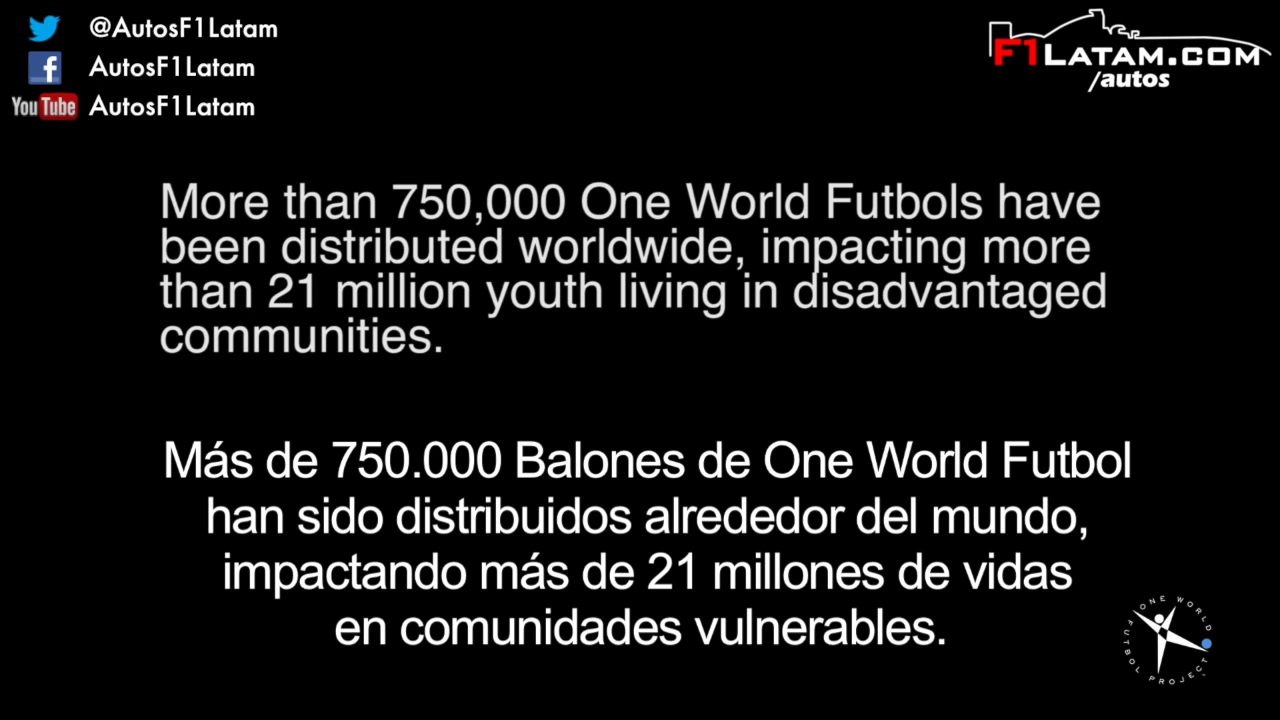 @AutosF1Latam
AutosF1Latam
You Tube AutosF1Latam
F1LATAM.COM
/autos
More than 750,000 One World Futbols have
been distributed worldwide, impacting more
than 21 million youth living in disadvantaged
communities.
Más de 750.000 Balones de One World Futbol
han sido distribuidos alrededor del mundo,
impactando más de 21 millones de vidas
en comunidades vulnerables.
ONE WORLD FUTBOL PROJECT